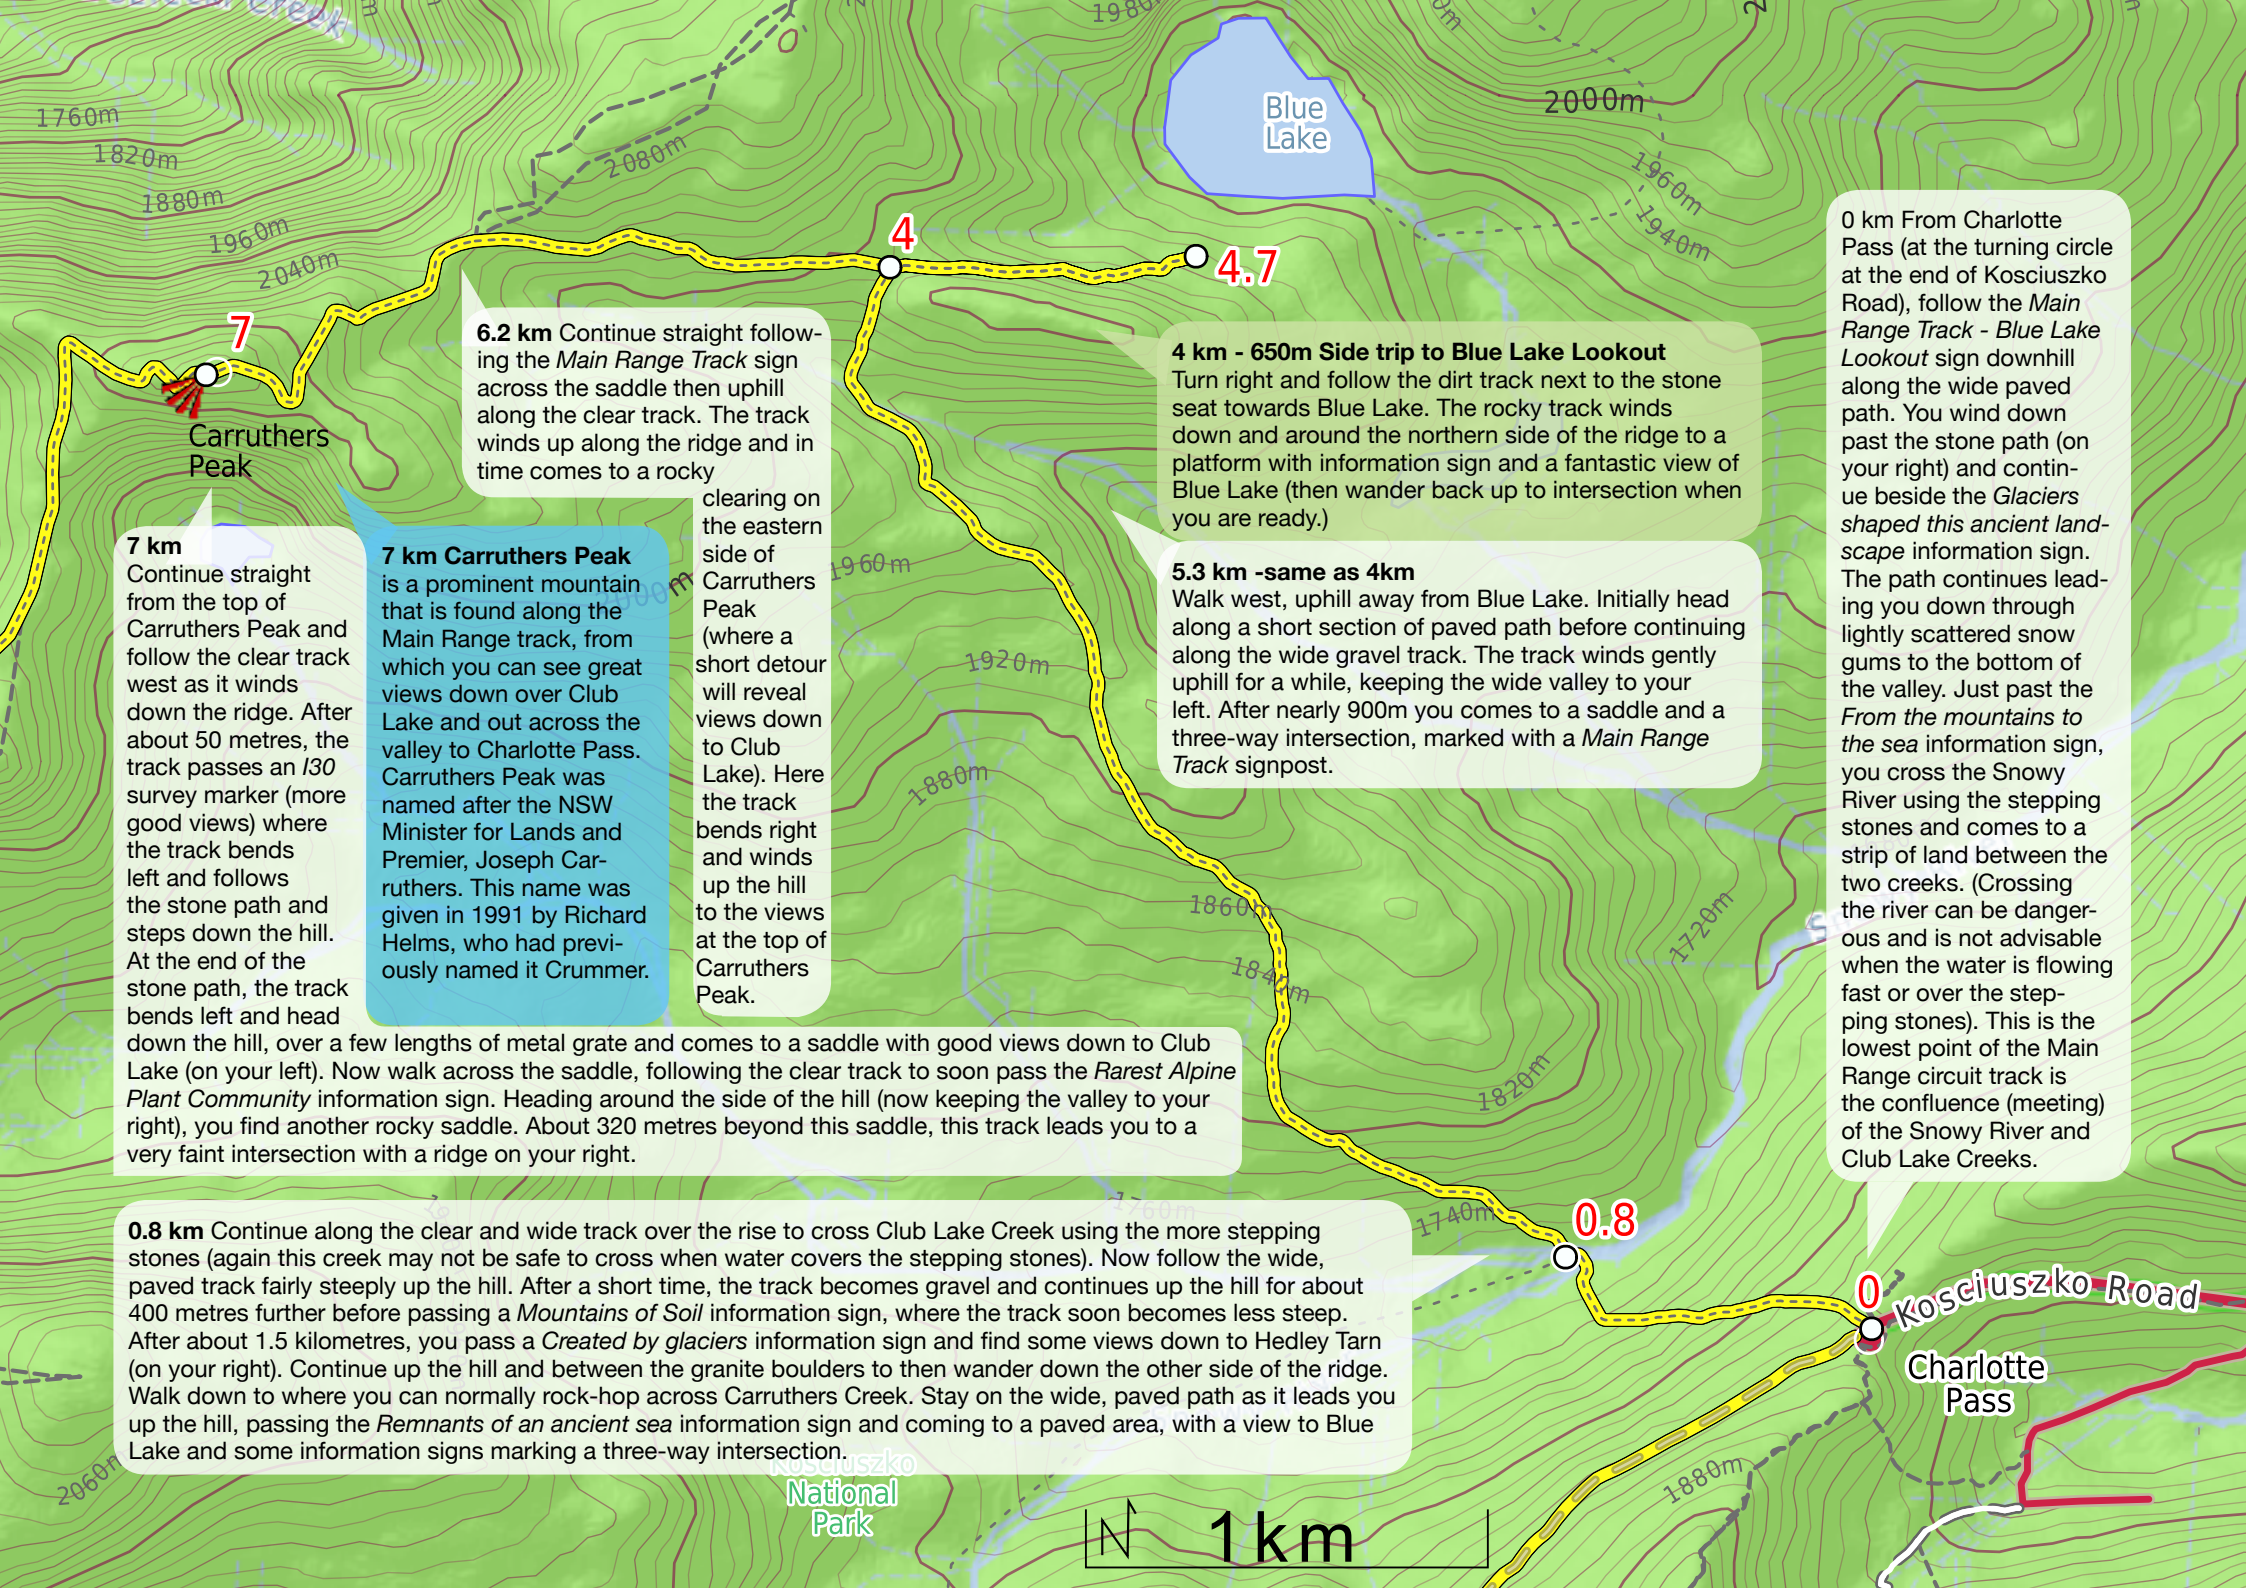 1980m
1760m
1820m
1880m
1960m
2040m
2080m
Blue
Lake
2000m
1960m
1940m
4
4.7
7
Carruthers
Peak
6.2 km Continue straight follow-
ing the Main Range Track sign
across the saddle then uphill
along the clear track. The track
winds up along the ridge and in
time comes to a rocky
clearing on
the eastern
side of
Carruthers
Peak
(where a
short detour
will reveal
views down
to Club
Lake). Here
the track
bends right
and winds
up the hill
to the views
at the top of
Carruthers
Peak.
4 km - 650m Side trip to Blue Lake Lookout
Turn right and follow the dirt track next to the stone
seat towards Blue Lake. The rocky track winds
down and around the northern side of the ridge to a
platform with information sign and a fantastic view of
Blue Lake (then wander back up to intersection when
you are ready.)
5.3 km -same as 4km
Walk west, uphill away from Blue Lake. Initially head
along a short section of paved path before continuing
along the wide gravel track. The track winds gently
uphill for a while, keeping the wide valley to your
left. After nearly 900m you comes to a saddle and a
three-way intersection, marked with a Main Range
Track signpost.
0 km From Charlotte
Pass (at the turning circle
at the end of Kosciuszko
Road), follow the Main
Range Track - Blue Lake
Lookout sign downhill
along the wide paved
path. You wind down
past the stone path (on
your right) and contin-
ue beside the Glaciers
shaped this ancient land-
scape information sign.
The path continues lead-
ing you down through
lightly scattered snow
gums to the bottom of
the valley. Just past the
From the mountains to
the sea information sign,
you cross the Snowy
River using the stepping
stones and comes to a
strip of land between the
two creeks. (Crossing
the river can be danger-
ous and is not advisable
when the water is flowing
fast or over the step-
ping stones). This is the
lowest point of the Main
Range circuit track is
the confluence (meeting)
of the Snowy River and
Club Lake Creeks.
7 km
Continue straight
from the top of
Carruthers Peak and
follow the clear track
west as it winds
down the ridge. After
about 50 metres, the
track passes an I30
survey marker (more
good views) where
the track bends
left and follows
the stone path and
steps down the hill.
At the end of the
stone path, the track
bends left and head
down the hill, over a few lengths of metal grate and comes to a saddle with good views down to Club
Lake (on your left). Now walk across the saddle, following the clear track to soon pass the Rarest Alpine
Plant Community information sign. Heading around the side of the hill (now keeping the valley to your
right), you find another rocky saddle. About 320 metres beyond this saddle, this track leads you to a
very faint intersection with a ridge on your right.
7 km Carruthers Peak
is a prominent mountain
that is found along the
Main Range track, from
which you can see great
views down over Club
Lake and out across the
valley to Charlotte Pass.
Carruthers Peak was
named after the NSW
Minister for Lands and
Premier, Joseph Car-
ruthers. This name was
given in 1991 by Richard
Helms, who had previ-
ously named it Crummer.
2000m
1960m
1920m
1880m
1860m
1840m
1720m
1820m
1760m
1740m
0.8 km Continue along the clear and wide track over the rise to cross Club Lake Creek using the more stepping
stones (again this creek may not be safe to cross when water covers the stepping stones). Now follow the wide,
paved track fairly steeply up the hill. After a short time, the track becomes gravel and continues up the hill for about
400 metres further before passing a Mountains of Soil information sign, where the track soon becomes less steep.
After about 1.5 kilometres, you pass a Created by glaciers information sign and find some views down to Hedley Tarn
(on your right). Continue up the hill and between the granite boulders to then wander down the other side of the ridge.
Walk down to where you can normally rock-hop across Carruthers Creek. Stay on the wide, paved path as it leads you
up the hill, passing the Remnants of an ancient sea information sign and coming to a paved area, with a view to Blue
Lake and some information signs marking a three-way intersection.
0.8
0
Kosciuszko Road
Charlotte
Pass
1880m
2060m
Kosciuszko
National
Park
N
1km